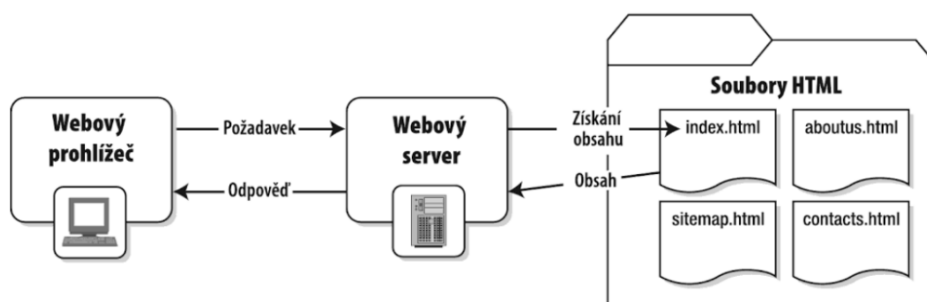 Webový
prohlížeč
Požadavek
Odpověď
Webový
server
Získání
obsahu
Obsah
Soubory HTML
index.html
aboutus.html
sitemap.html
contacts.html